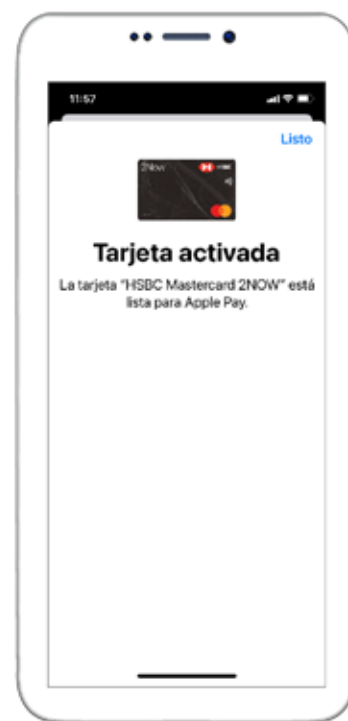 11:57
Listo
2Now
Tarjeta activada
La tarjeta "HSBC Mastercard 2NOW" está
lista para Apple Pay.